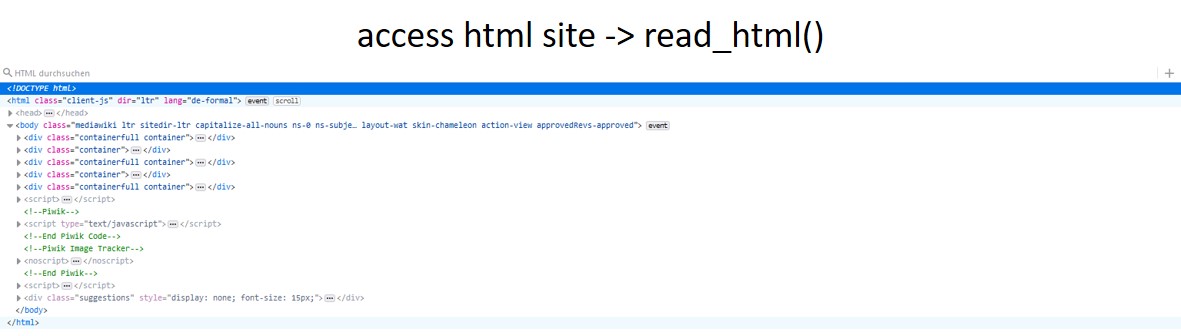 access html site -> read_html()
HTML durchsuchen
<!DOCTYPE html>
<html class="client-js" dir="ltr" lang="de-formal"> event scroll
<head>···</head>
<body class="mediawiki ltr sitedir-ltr capitalize-all-nouns ns-0 ns-subje… layout-wat skin-chameleon action-view approvedRevs-approved"> event
<div class="containerfull container">···</div>
<div class="container">···</div>
<div class="containerfull container">···</div>
<div class="containerfull container">···</div>
<div class="containerfull container">···</div>
<script>···</script>
<!--Piwik-->
<script type="text/javascript">···</script>
<!--End Piwik Code-->
<!--Piwik Image Tracker-->
<noscript>···</noscript>
<!--End Piwik-->
<script>···</script>
<div class="suggestions" style="display: none; font-size: 15px;">···</div>
</body>
</html>